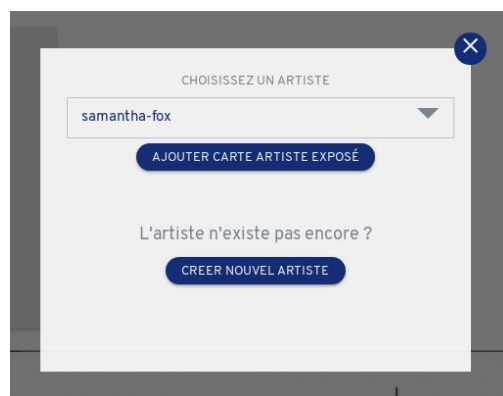 CHOISISSEZ UN ARTISTE
samantha-fox
AJOUTER CARTE ARTISTE EXPOSÉ
L'artiste n'existe pas encore ?
CREER NOUVEL ARTISTE